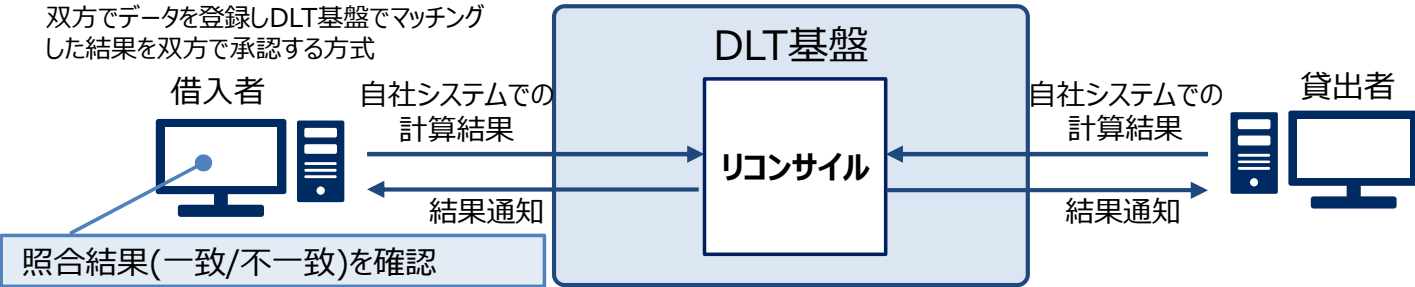 双方でデータを登録しDLT基盤でマッチング
した結果を双方で承認する方式
DLT基盤
借入者
自社システムでの
計算結果
リコンサイル
自社システムでの
計算結果
貸出者
結果通知
結果通知
照合結果(一致/不一致)を確認